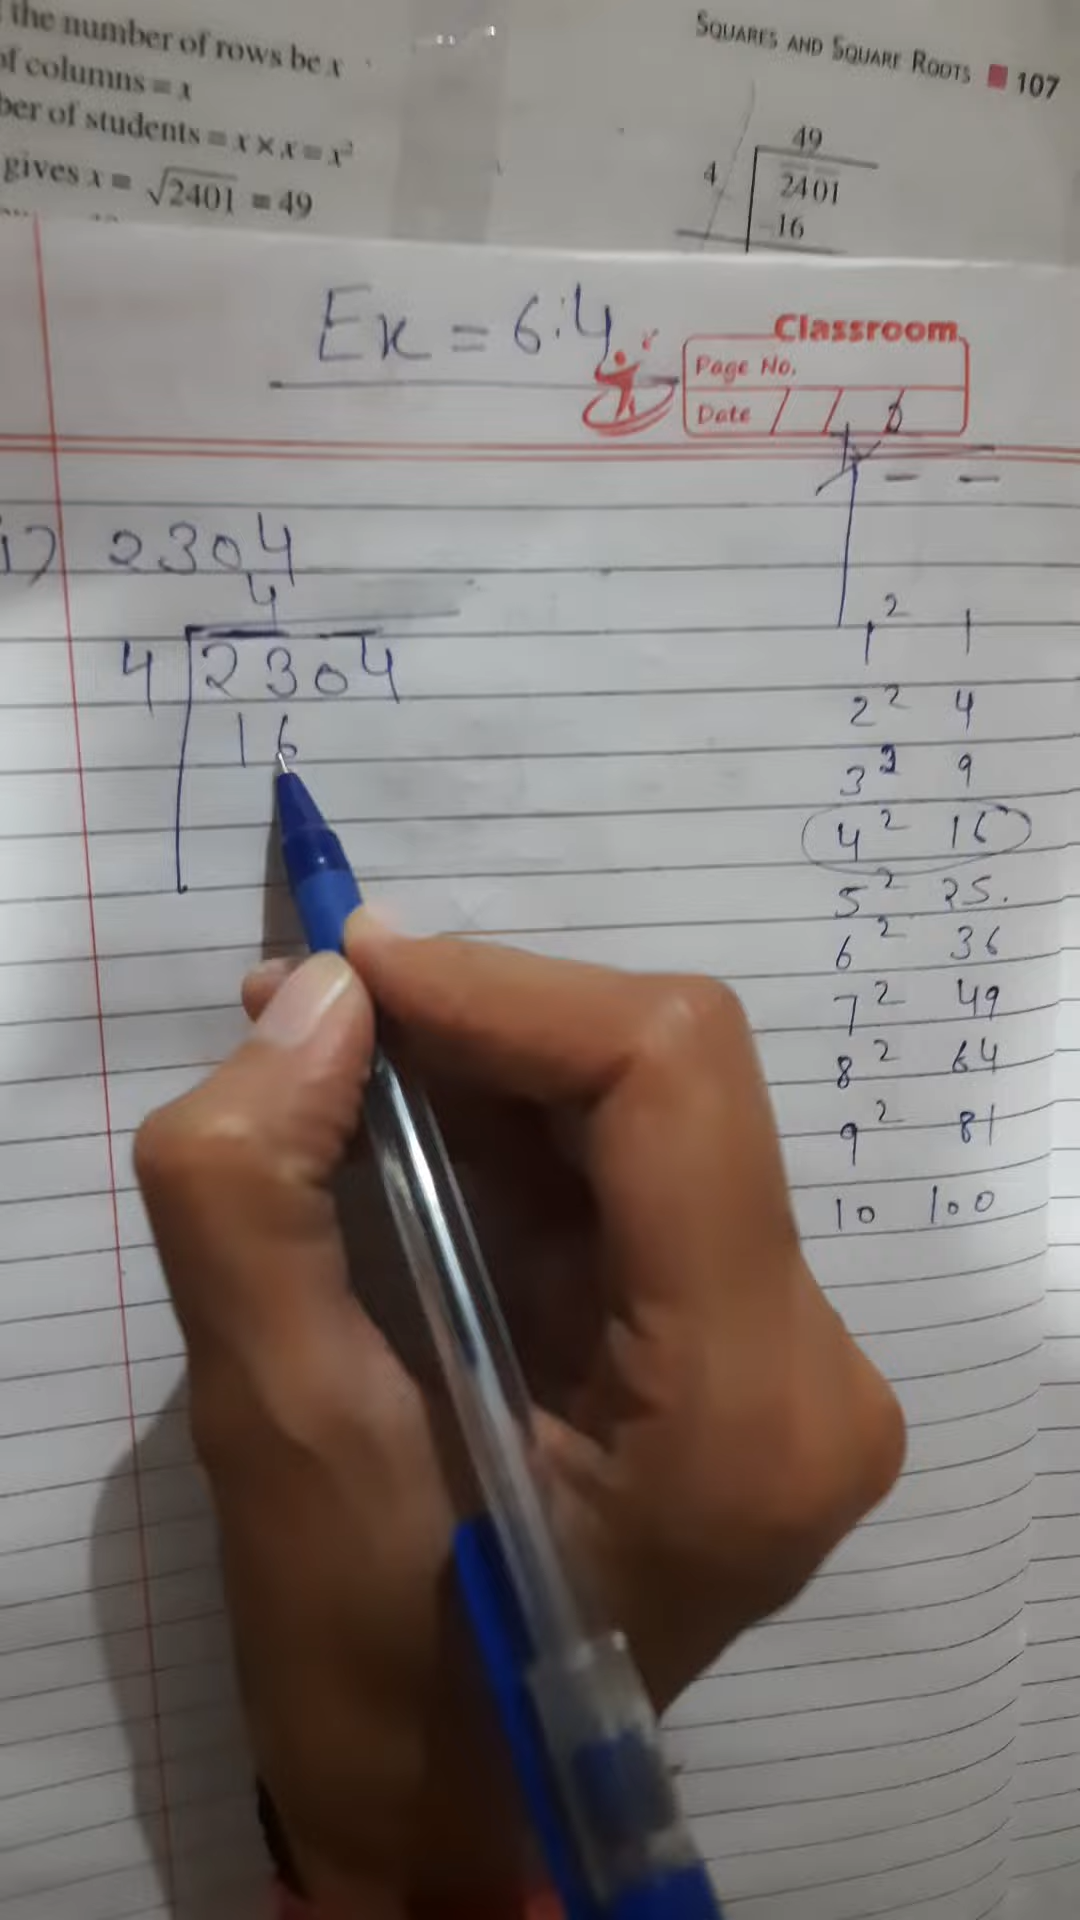 the number of rows be x
of columns = x
ber of students = x × x = x²
gives x = √2401 = 49
SQUARES AND SQUARE ROOTS 107
49
4 2401
-16
Ex = 6.4
Classroom
Page No.
Date / /
i) 2304
4
4 2304
16
1² 1
2² 4
3² 9
4² 16
5² 25.
6² 36
7² 49
8² 64
9² 81
10 100